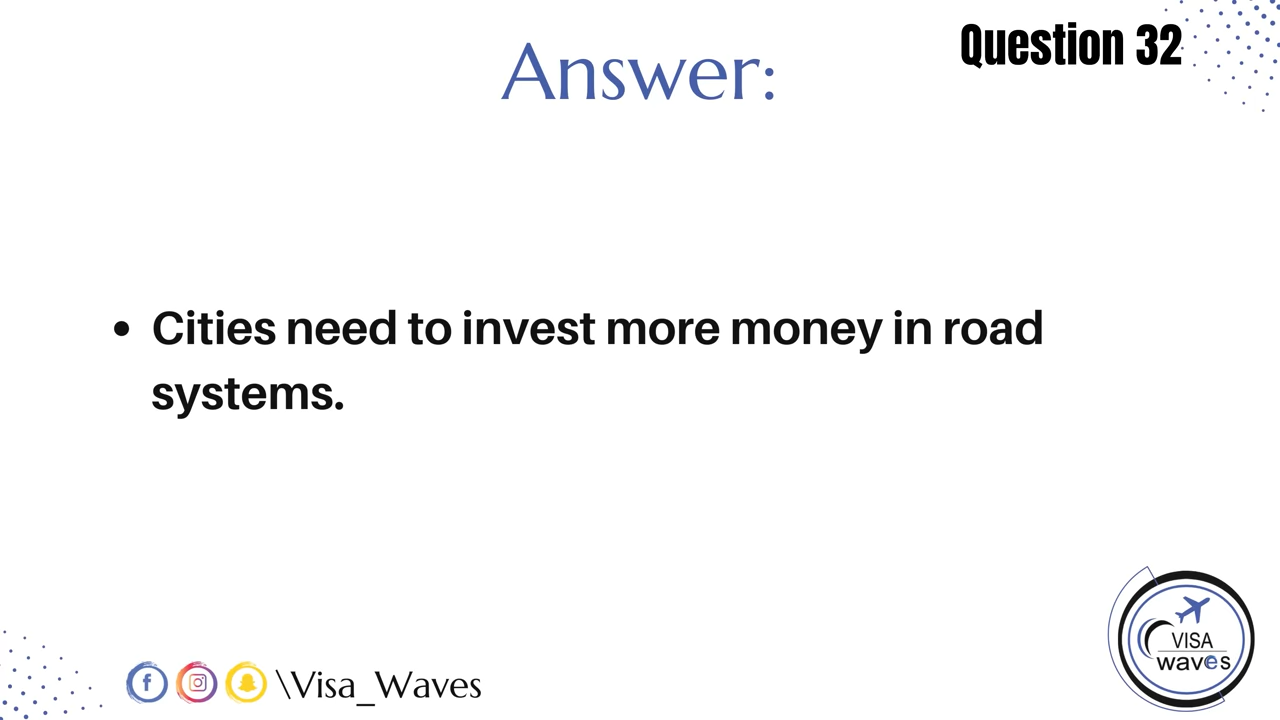 Question 32
Answer:
• Cities need to invest more money in road
systems.
\Visa_Waves
VISA
waves